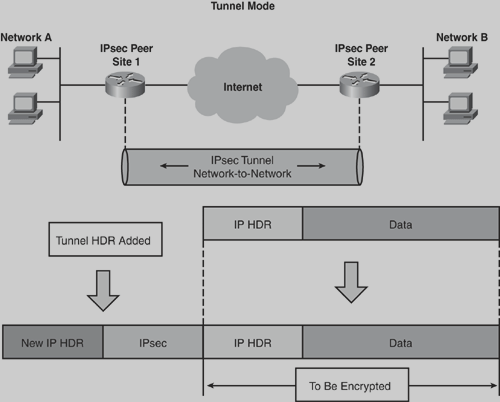 Tunnel Mode
Network A
IPsec Peer
Site 1
IPsec Peer
Site 2
Network B
Internet
IPsec Tunnel
Network-to-Network
Tunnel HDR Added
IP HDR
Data
New IP HDR
IPsec
IP HDR
Data
To Be Encrypted